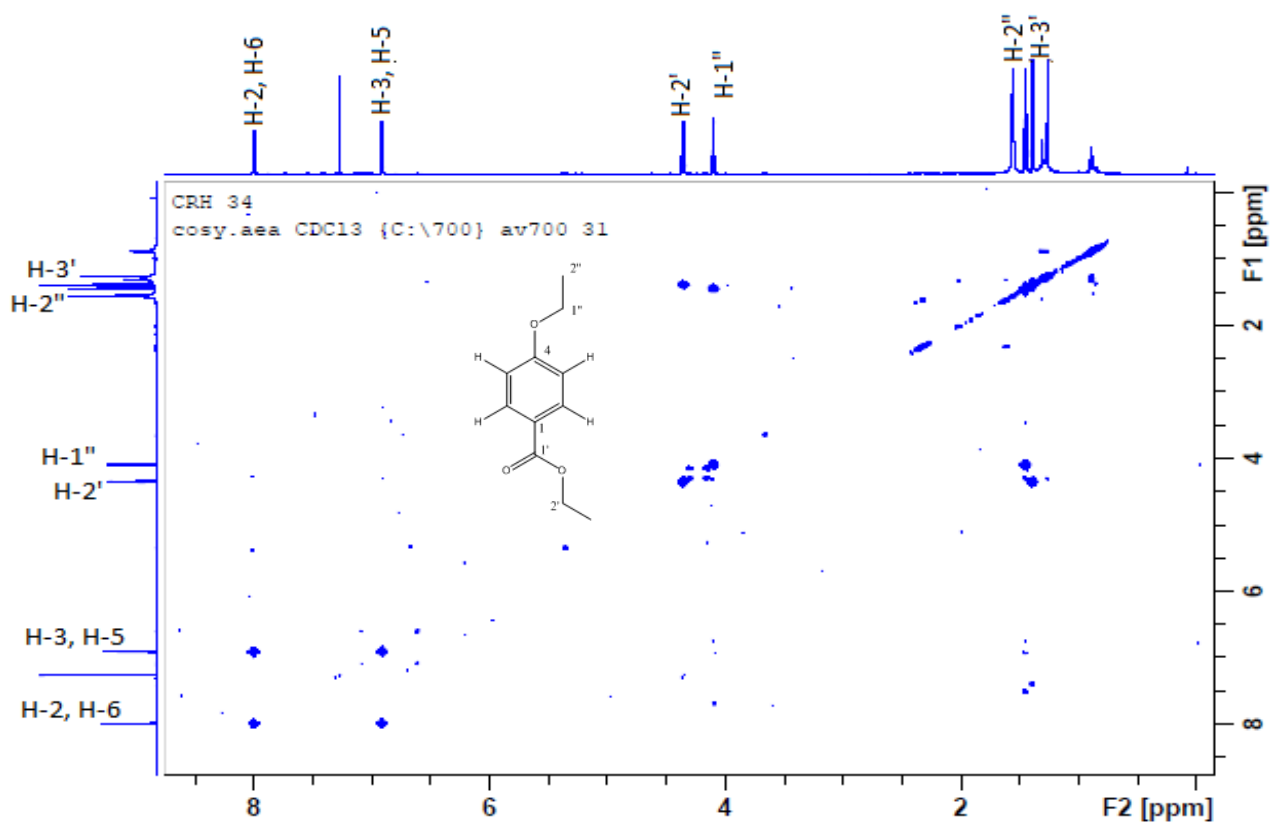 H-2, H-6
H-3, H-5
H-2'
H-1"
H-2"
H-3'
CRH 34
cosy.aea CDCl3 {C:\700} av700 31
H-3'
H-2"
H-1"
H-2'
H-3, H-5
H-2, H-6
2"
1"
O
4
H
H
H
H
1
1'
O
O
2'
F1 [ppm]
2
4
6
8
8
6
4
2
F2 [ppm]